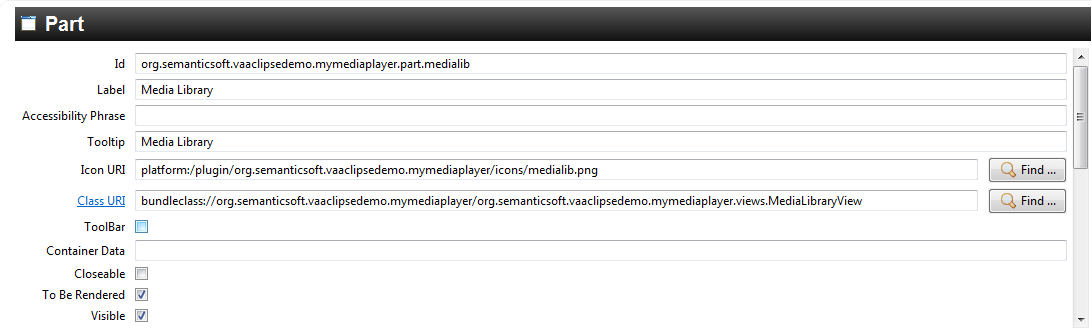 Part
Id org.semanticsoft.vaaclipsedemo.mymediaplayer.part.medialib
Label Media Library
Accessibility Phrase
Tooltip Media Library
Icon URI platform:/plugin/org.semanticsoft.vaaclipsedemo.mymediaplayer/icons/medialib.png Find ...
Class URI bundleclass://org.semanticsoft.vaaclipsedemo.mymediaplayer/org.semanticsoft.vaaclipsedemo.mymediaplayer.views.MediaLibraryView Find ...
ToolBar
Container Data
Closeable
To Be Rendered
Visible